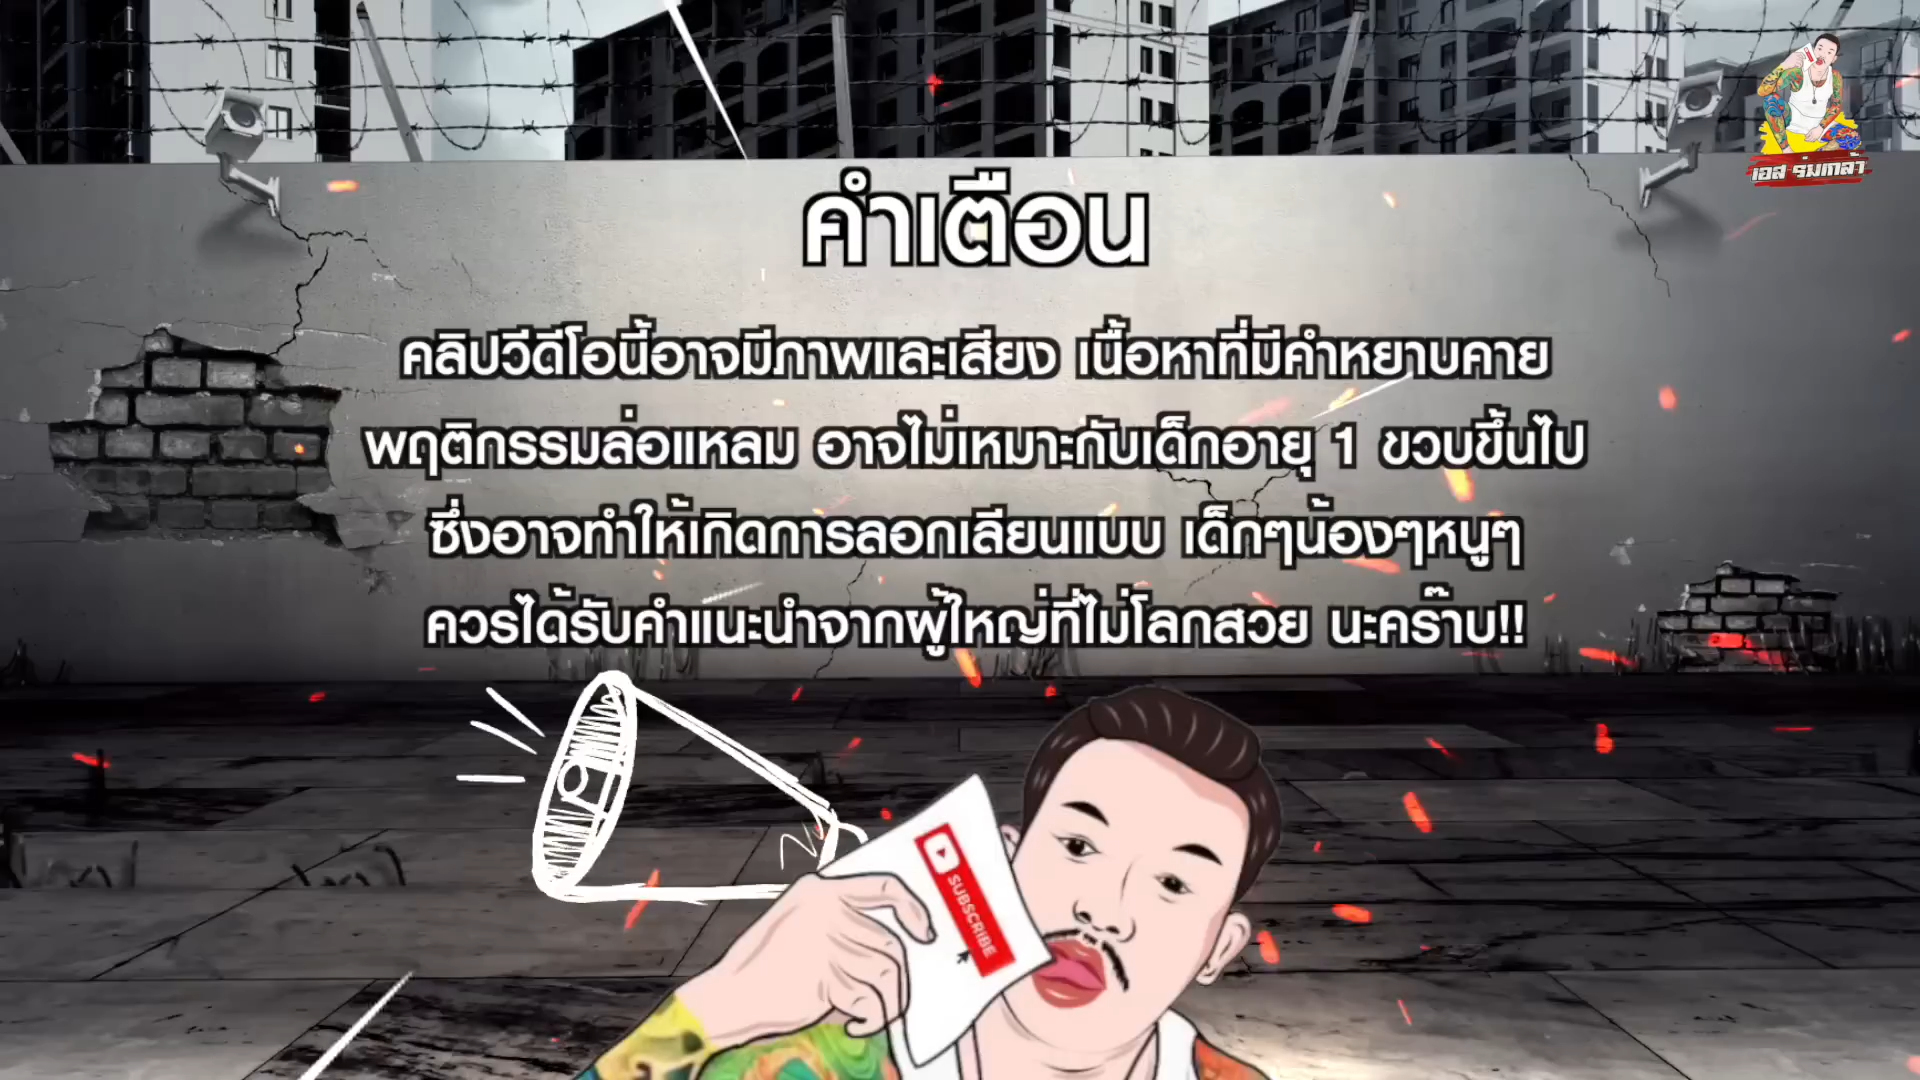 เอส ร่มเกล้า
คำเตือน
คลิปวีดีโอนี้อาจมีภาพและเสียง เนื้อหาที่มีคำหยาบคาย
พฤติกรรมล่อแหลม อาจไม่เหมาะกับเด็กอายุ 1 ขวบขึ้นไป
ซึ่งอาจทำให้เกิดการลอกเลียนแบบ เด็กๆน้องๆหนูๆ
ควรได้รับคำแนะนำจากผู้ใหญ่ที่ไม่โลกสวย นะคร๊าบ!!
SUBSCRIBE